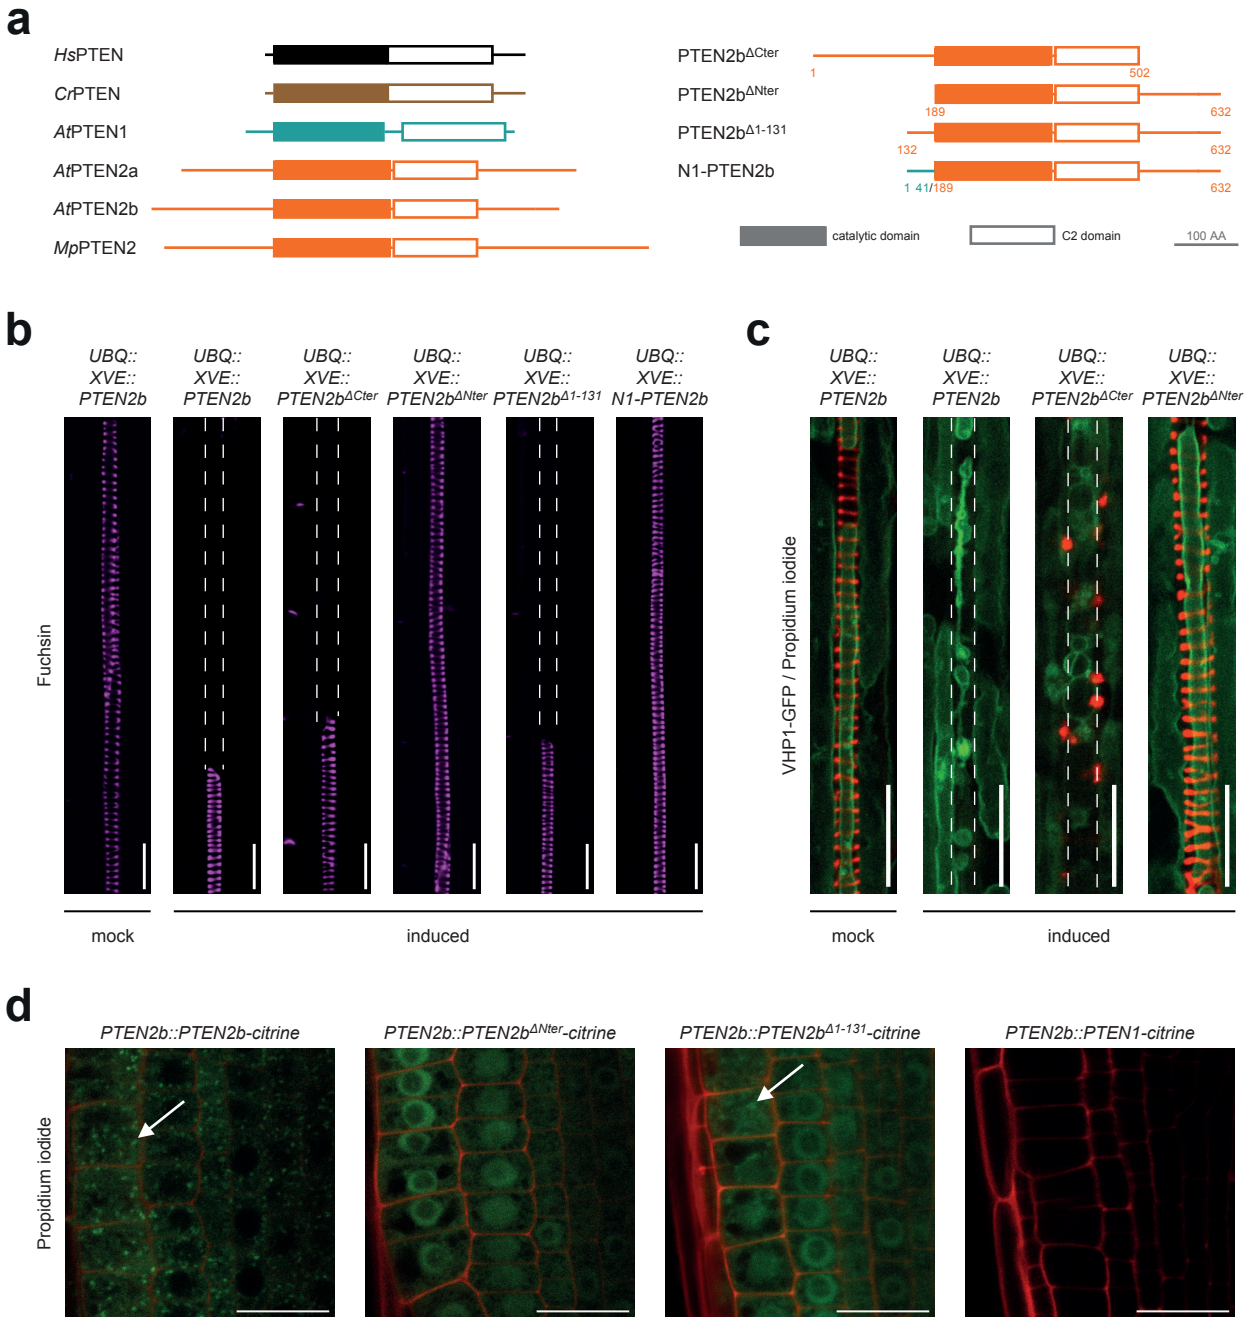 a
HsPTEN
CrPTEN
AtPTEN1
AtPTEN2a
AtPTEN2b
MpPTEN2
PTEN2bΔCter
1
502
PTEN2bΔNter
189
632
PTEN2bΔ1-131
132
632
N1-PTEN2b
1 41/189
632
catalytic domain
C2 domain
100 AA
b
UBQ::
XVE::
PTEN2b
UBQ::
XVE::
PTEN2b
UBQ::
XVE::
PTEN2bΔCter
UBQ::
XVE::
PTEN2bΔNter
UBQ::
XVE::
PTEN2bΔ1-131
UBQ::
XVE::
N1-PTEN2b
Fuchsin
mock
induced
c
UBQ::
XVE::
PTEN2b
UBQ::
XVE::
PTEN2b
UBQ::
XVE::
PTEN2bΔCter
UBQ::
XVE::
PTEN2bΔNter
VHP1-GFP / Propidium iodide
mock
induced
d
PTEN2b::PTEN2b-citrine
PTEN2b::PTEN2bΔNter-citrine
PTEN2b::PTEN2bΔ1-131-citrine
PTEN2b::PTEN1-citrine
Propidium iodide